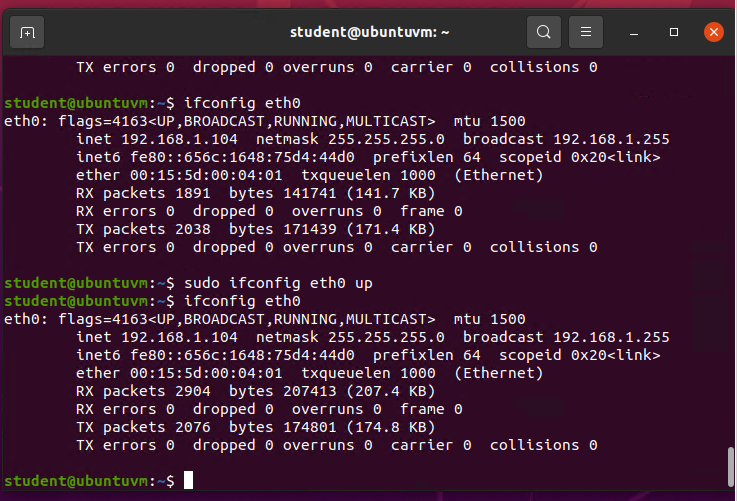 student@ubuntuvm: ~
TX errors 0  dropped 0 overruns 0  carrier 0  collisions 0
student@ubuntuvm:~$ ifconfig eth0
eth0: flags=4163<UP,BROADCAST,RUNNING,MULTICAST>  mtu 1500
inet 192.168.1.104  netmask 255.255.255.0  broadcast 192.168.1.255
inet6 fe80::656c:1648:75d4:44d0  prefixlen 64  scopeid 0x20<link>
ether 00:15:5d:00:04:01  txqueuelen 1000  (Ethernet)
RX packets 1891  bytes 141741 (141.7 KB)
RX errors 0  dropped 0  overruns 0  frame 0
TX packets 2038  bytes 171439 (171.4 KB)
TX errors 0  dropped 0 overruns 0  carrier 0  collisions 0
student@ubuntuvm:~$ sudo ifconfig eth0 up
student@ubuntuvm:~$ ifconfig eth0
eth0: flags=4163<UP,BROADCAST,RUNNING,MULTICAST>  mtu 1500
inet 192.168.1.104  netmask 255.255.255.0  broadcast 192.168.1.255
inet6 fe80::656c:1648:75d4:44d0  prefixlen 64  scopeid 0x20<link>
ether 00:15:5d:00:04:01  txqueuelen 1000  (Ethernet)
RX packets 2904  bytes 207413 (207.4 KB)
RX errors 0  dropped 0  overruns 0  frame 0
TX packets 2076  bytes 174801 (174.8 KB)
TX errors 0  dropped 0 overruns 0  carrier 0  collisions 0
student@ubuntuvm:~$